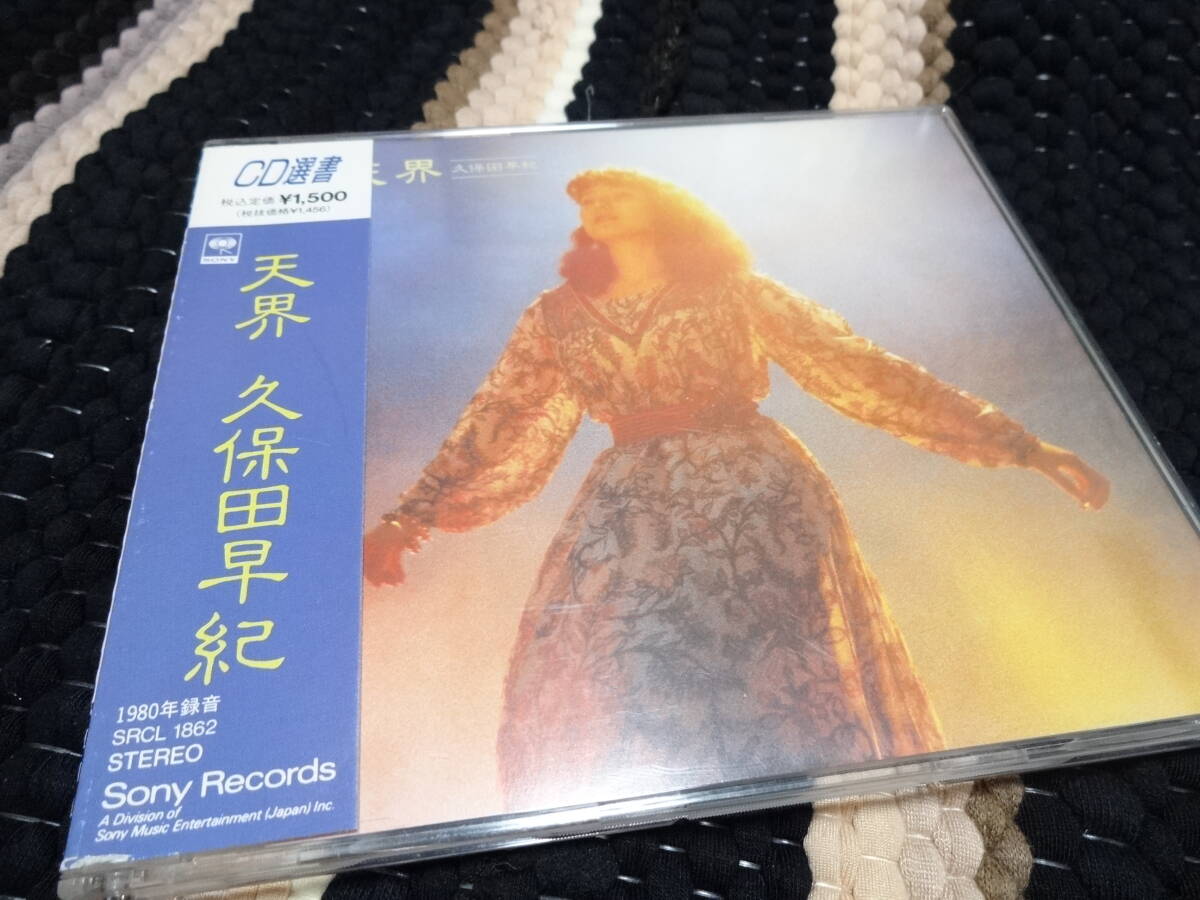 CD選書
税込定価 ¥1,500
(税抜価格¥1,456)
SONY
天界 久保田早紀
1980年録音
SRCL 1862
STEREO
Sony Records
A Division of
Sony Music Entertainment (Japan) Inc.
天界 久保田早紀